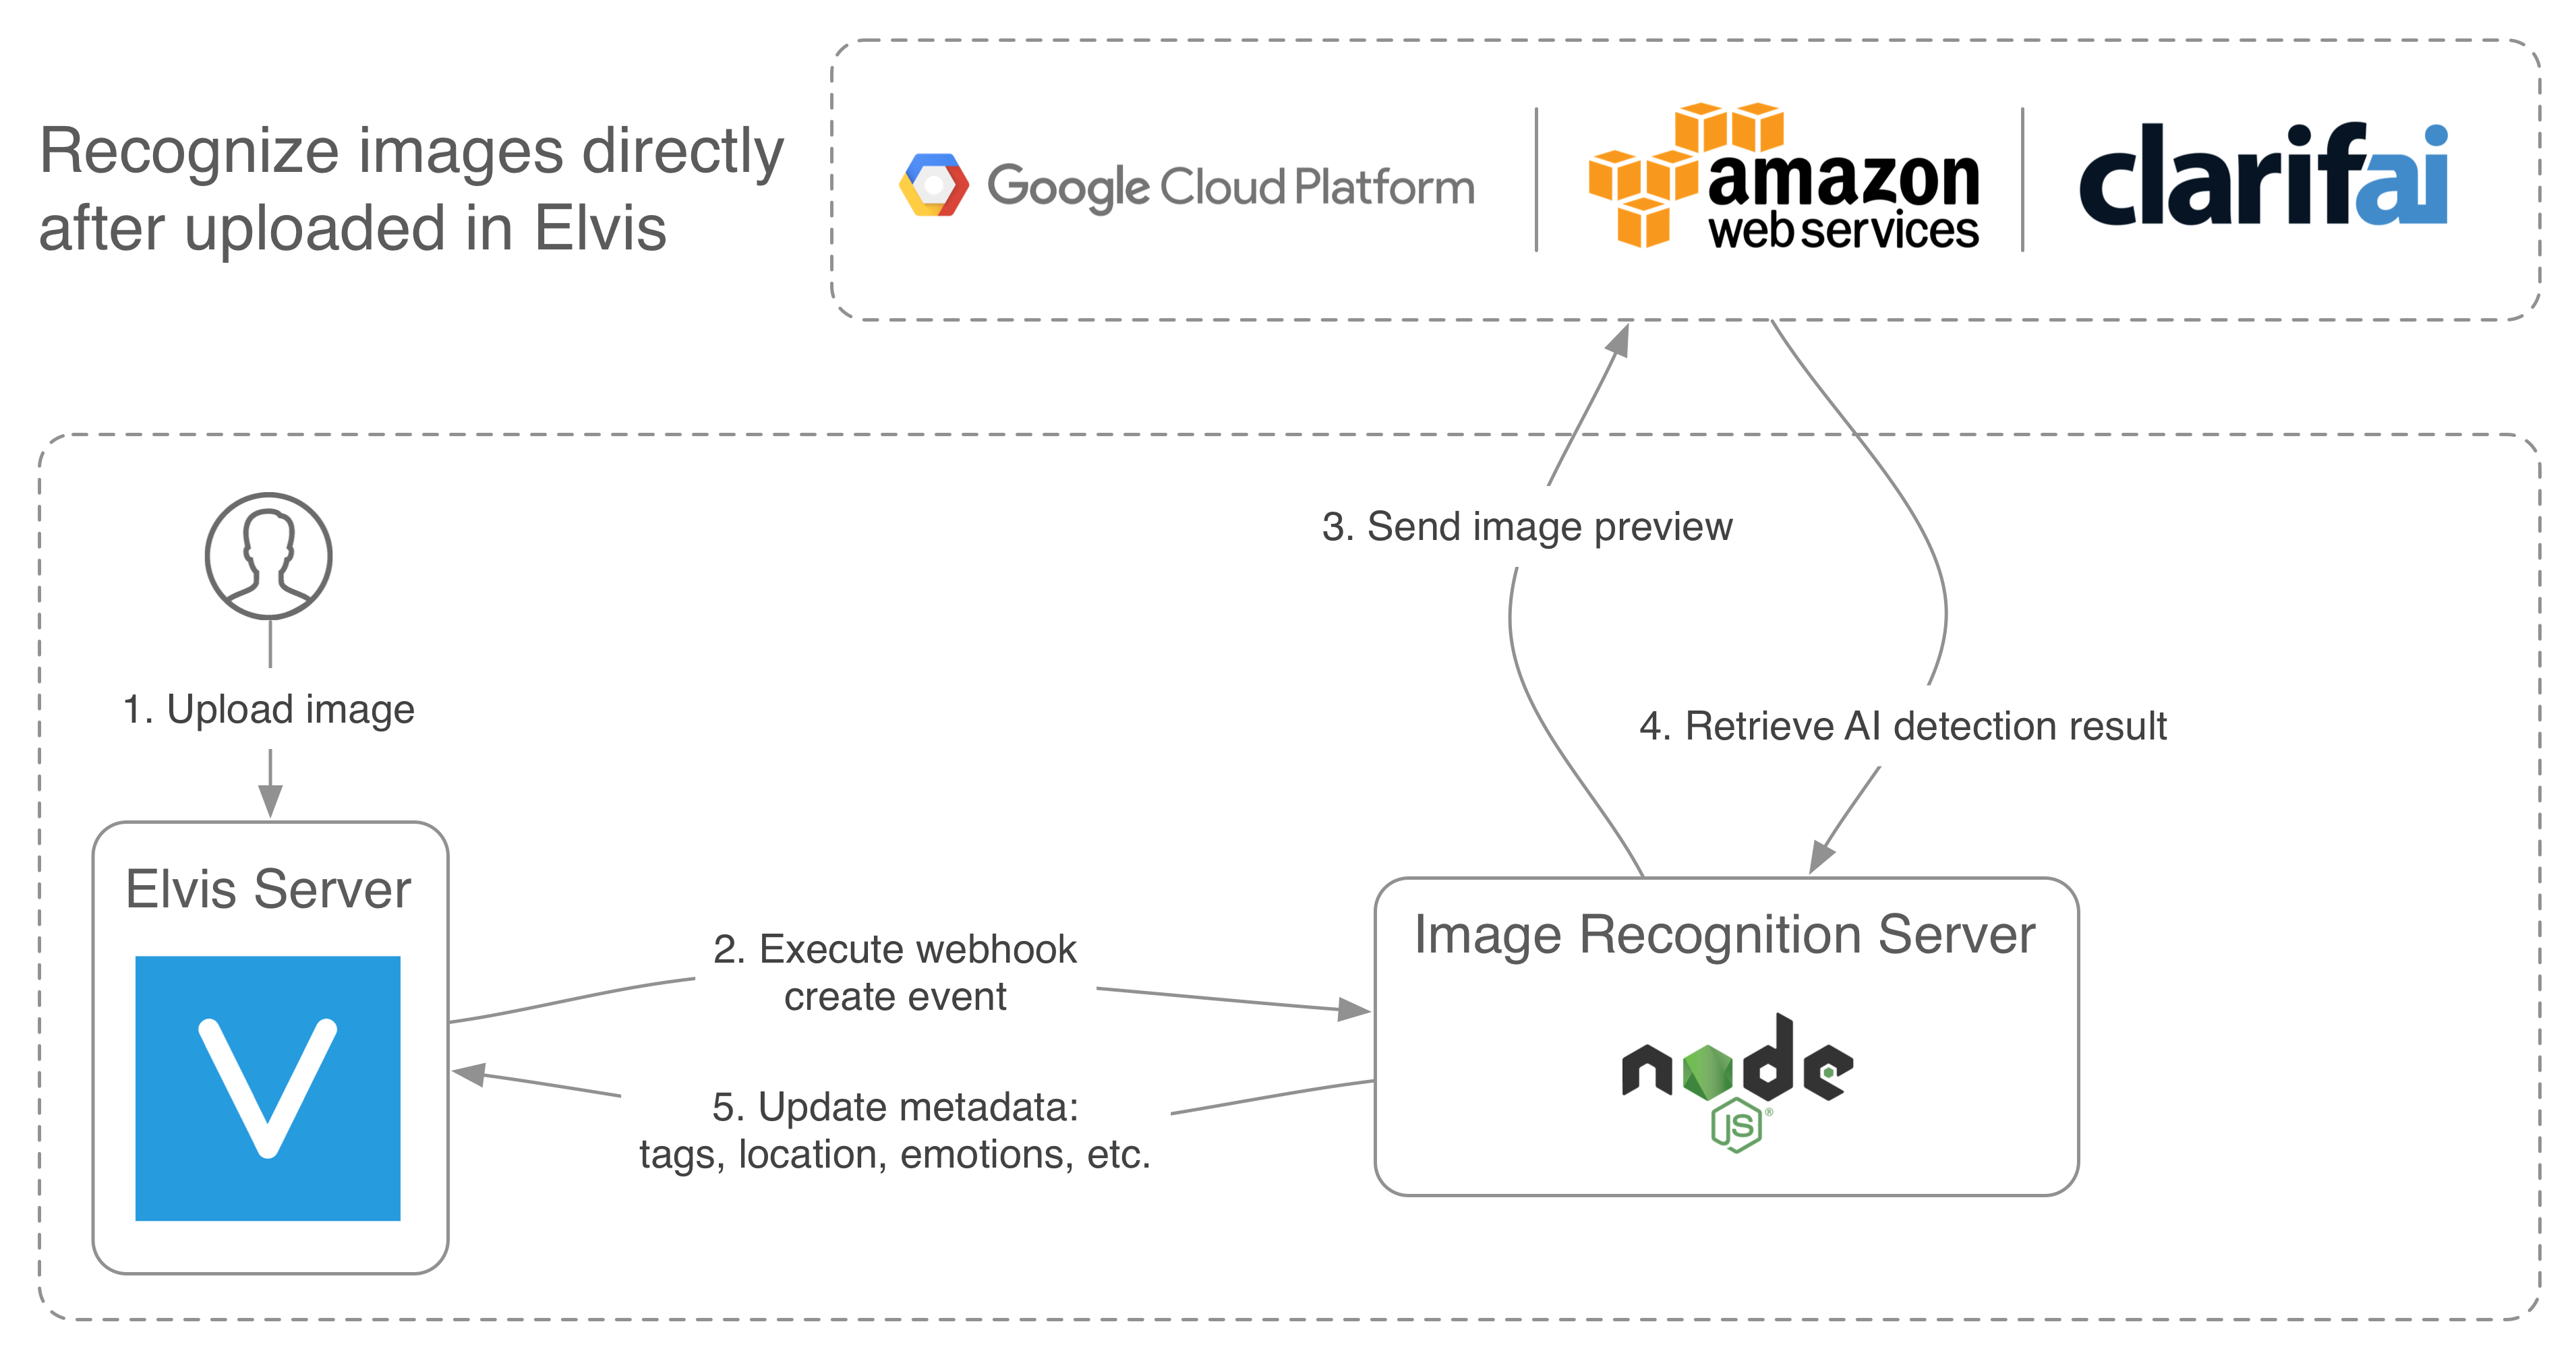 Recognize images directly
after uploaded in Elvis
Google Cloud Platform
amazon
web services
clarifai
3. Send image preview
1. Upload image
4. Retrieve AI detection result
Elvis Server
2. Execute webhook
create event
Image Recognition Server
node
JS®
5. Update metadata:
tags, location, emotions, etc.